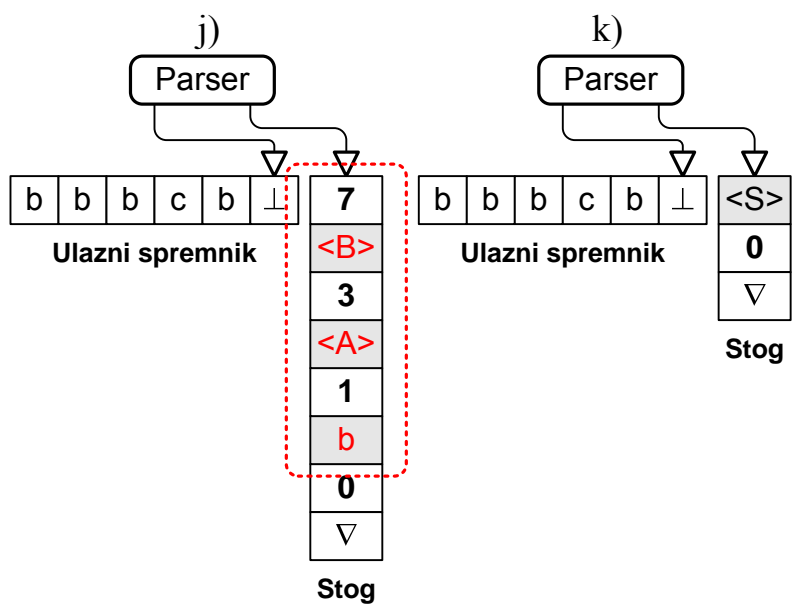 j)
Parser
b b b c b ⊥
Ulazni spremnik
7
<B>
3
<A>
1
b
0
∇
Stog
k)
Parser
b b b c b ⊥
Ulazni spremnik
<S>
0
∇
Stog